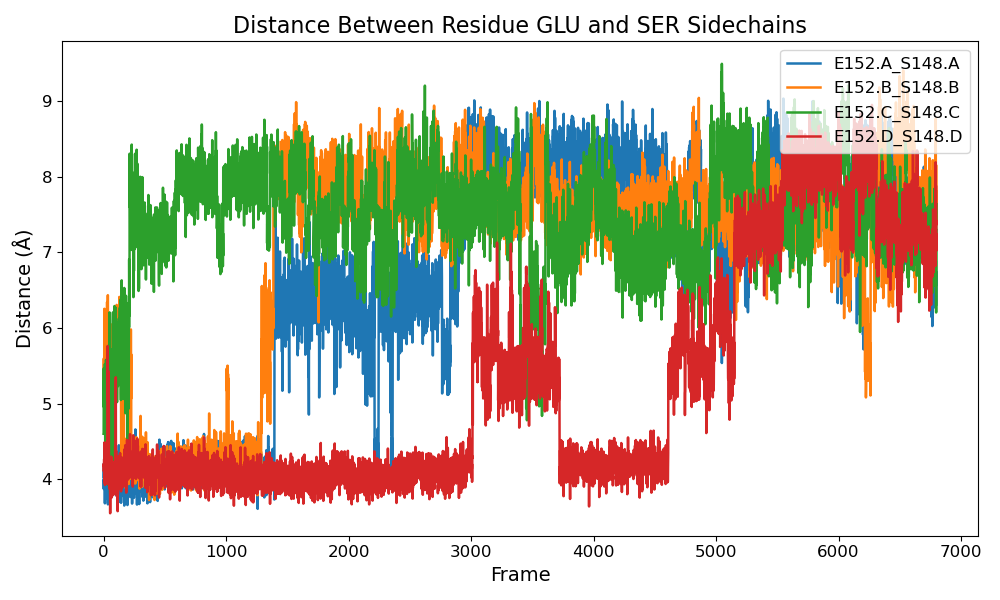 Distance Between Residue GLU and SER Sidechains
E152.A_S148.A
E152.B_S148.B
E152.C_S148.C
E152.D_S148.D
Distance (Å)
9
8
7
6
5
4
0 1000 2000 3000 4000 5000 6000 7000
Frame